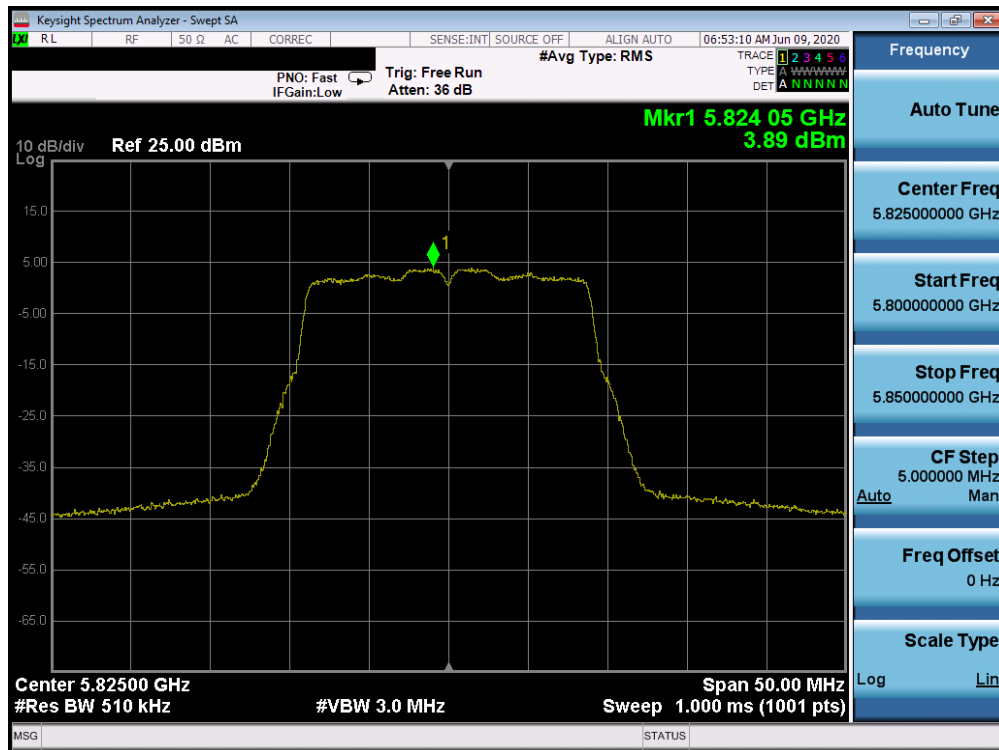 Keysight Spectrum Analyzer - Swept SA
LXI RL RF 50 Ω AC CORREC SENSE:INT SOURCE OFF ALIGN AUTO 06:53:10 AM Jun 09, 2020
#Avg Type: RMS
TRACE 1 2 3 4 5 6
PNO: Fast Trig: Free Run
TYPE A WWWWW
IFGain:Low Atten: 36 dB
DET A N N N N N
Mkr1 5.824 05 GHz
3.89 dBm
10 dB/div Ref 25.00 dBm
Log
15.0
1
5.00
-5.00
-15.0
-25.0
-35.0
-45.0
-55.0
-65.0
Center 5.82500 GHz Span 50.00 MHz
#Res BW 510 kHz #VBW 3.0 MHz Sweep 1.000 ms (1001 pts)
MSG STATUS
Frequency
Auto Tune
Center Freq
5.825000000 GHz
Start Freq
5.800000000 GHz
Stop Freq
5.850000000 GHz
CF Step
5.000000 MHz
Auto Man
Freq Offset
0 Hz
Scale Type
Log Lin